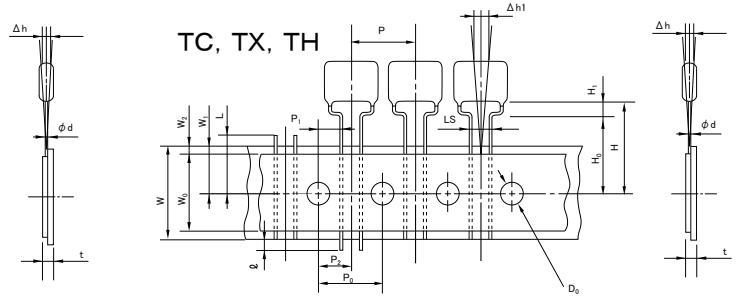 Δh
φd
t
TC, TX, TH
P
Δh1
P1
LS
H1
H0
H
W2
W1
L
W
W0
ℓ
P2
P0
D0
Δh
φd
t